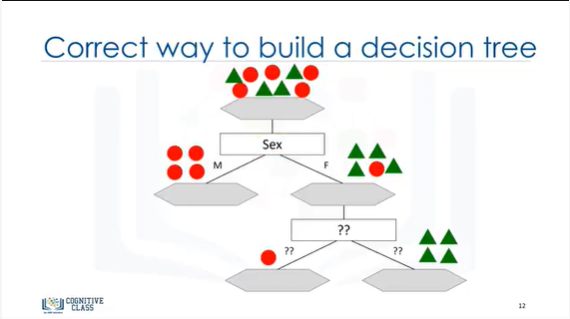 Correct way to build a decision tree
Sex
M
F
??
??
??
COGNITIVE
CLASS
12